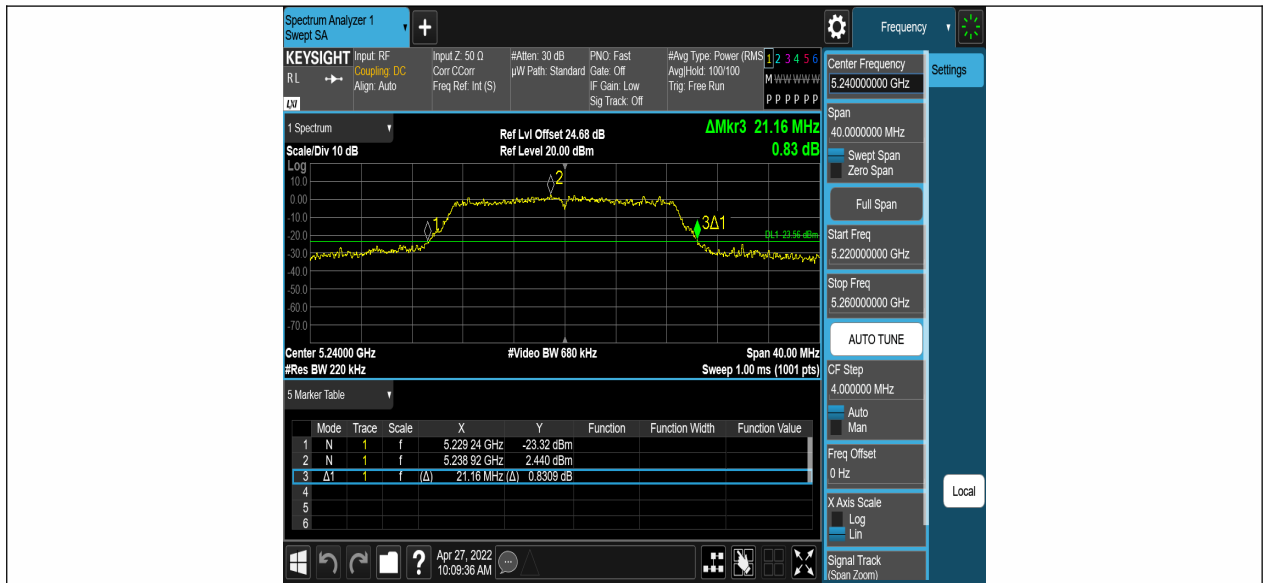 Spectrum Analyzer 1
Swept SA
+
Frequency
KEYSIGHT
RL
LXI
Input: RF
Coupling: DC
Align: Auto
Input Z: 50 Ω
Corr CCorr
Freq Ref: Int (S)
#Atten: 30 dB
µW Path: Standard
PNO: Fast
Gate: Off
IF Gain: Low
Sig Track: Off
#Avg Type: Power (RMS
Avg|Hold: 100/100
Trig: Free Run
1 2 3 4 5 6
M W W W W W
P P P P P P
1 Spectrum
Scale/Div 10 dB
Ref Lvl Offset 24.68 dB
Ref Level 20.00 dBm
ΔMkr3 21.16 MHz
0.83 dB
Log
10.0
0.00
-10.0
-20.0
-30.0
-40.0
-50.0
-60.0
-70.0
1
2
3Δ1
DL1 -23.56 dBm
Center 5.24000 GHz
#Res BW 220 kHz
#Video BW 680 kHz
Span 40.00 MHz
Sweep 1.00 ms (1001 pts)
5 Marker Table
Mode Trace Scale X Y Function Function Width Function Value
1 N 1 f 5.229 24 GHz -23.32 dBm
2 N 1 f 5.238 92 GHz 2.440 dBm
3 Δ1 1 f (Δ) 21.16 MHz (Δ) 0.8309 dB
4
5
6
?
Apr 27, 2022
10:09:36 AM
Center Frequency
5.240000000 GHz
Settings
Span
40.0000000 MHz
Swept Span
Zero Span
Full Span
Start Freq
5.220000000 GHz
Stop Freq
5.260000000 GHz
AUTO TUNE
CF Step
4.000000 MHz
Auto
Man
Freq Offset
0 Hz
X Axis Scale
Log
Lin
Signal Track
(Span Zoom)
Local